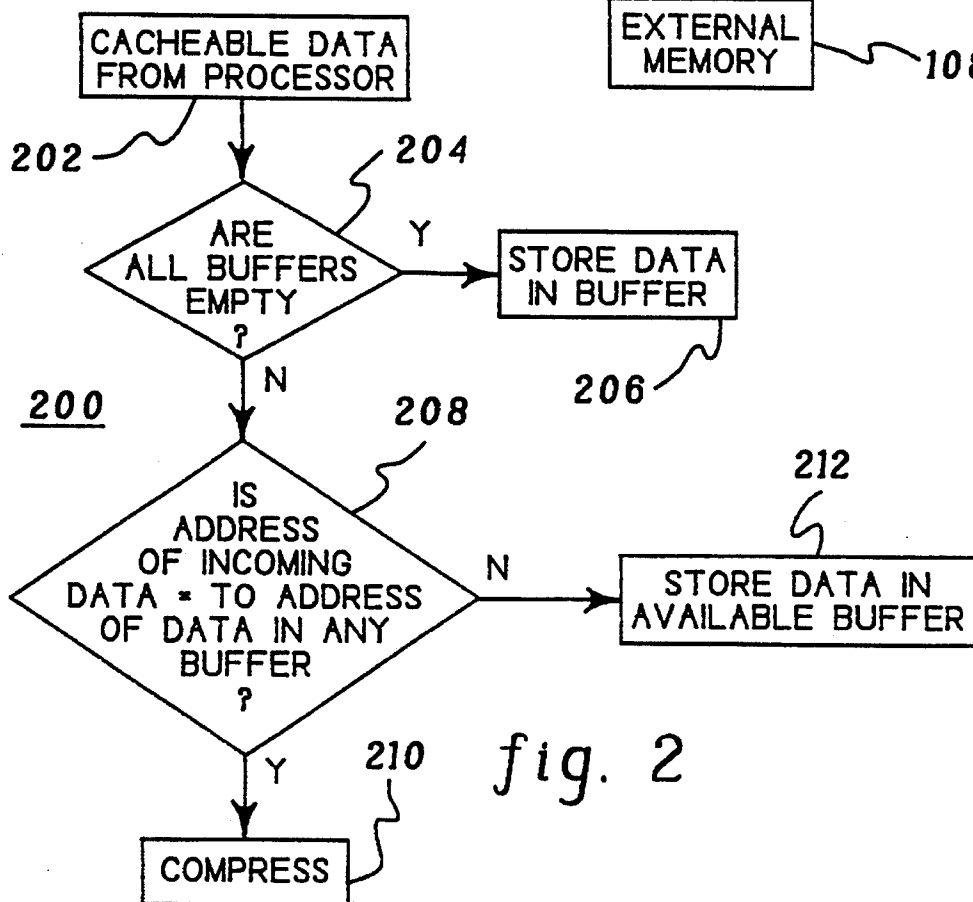 CACHEABLE DATA
FROM PROCESSOR
EXTERNAL
MEMORY
108
202
204
ARE
ALL BUFFERS
EMPTY
?
Y
STORE DATA
IN BUFFER
206
N
200
208
IS
ADDRESS
OF INCOMING
DATA = TO ADDRESS
OF DATA IN ANY
BUFFER
?
N
212
STORE DATA IN
AVAILABLE BUFFER
Y
210
fig. 2
COMPRESS